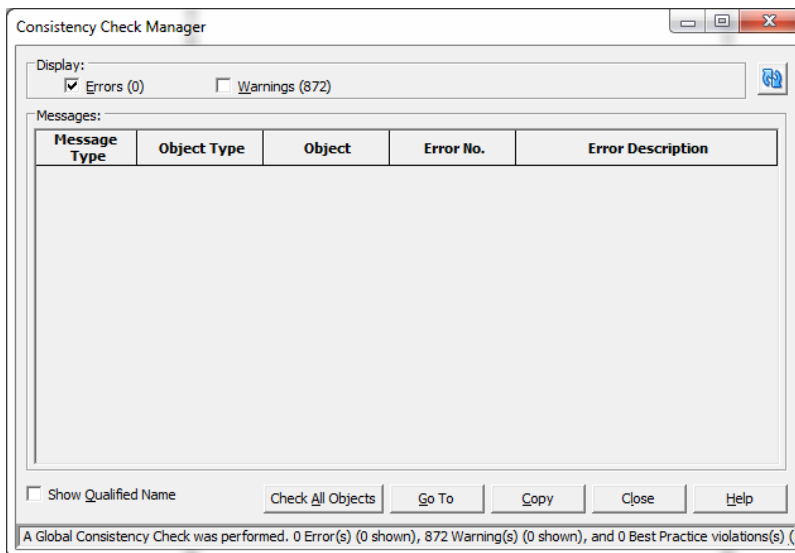 Consistency Check Manager
Display:
Errors (0) Warnings (872)
Messages:
Message Type Object Type Object Error No. Error Description
Show Qualified Name Check All Objects Go To Copy Close Help
A Global Consistency Check was performed. 0 Error(s) (0 shown), 872 Warning(s) (0 shown), and 0 Best Practice violations(s) (